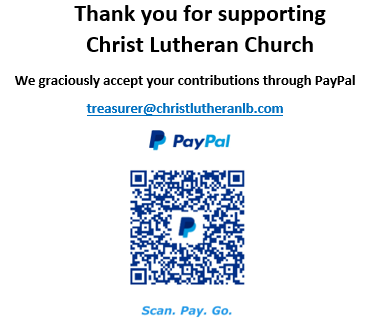 Thank you for supporting
Christ Lutheran Church
We graciously accept your contributions through PayPal
treasurer@christlutheranlb.com
PayPal
Scan. Pay. Go.